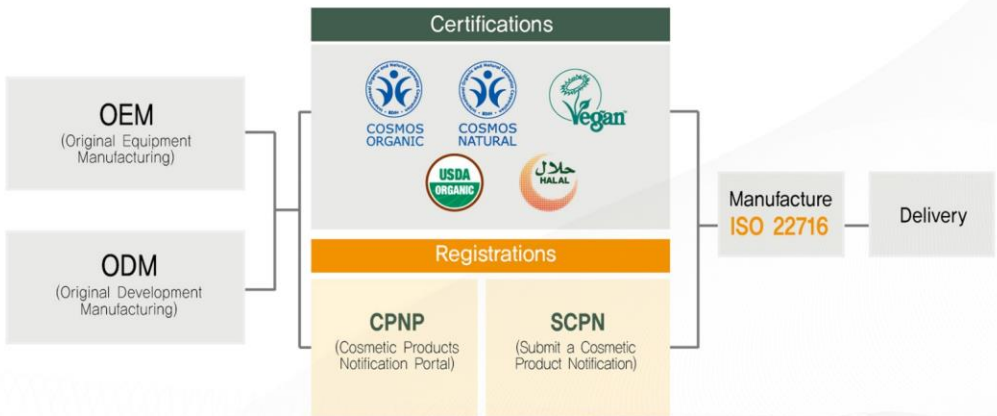 Certifications
OEM
(Original Equipment
Manufacturing)
ODM
(Original Development
Manufacturing)
COSMOS
ORGANIC
COSMOS
NATURAL
Vegan
USDA
ORGANIC
حلال
HALAL
Registrations
CPNP
(Cosmetic Products
Notification Portal)
SCPN
(Submit a Cosmetic
Product Notification)
Manufacture
ISO 22716
Delivery